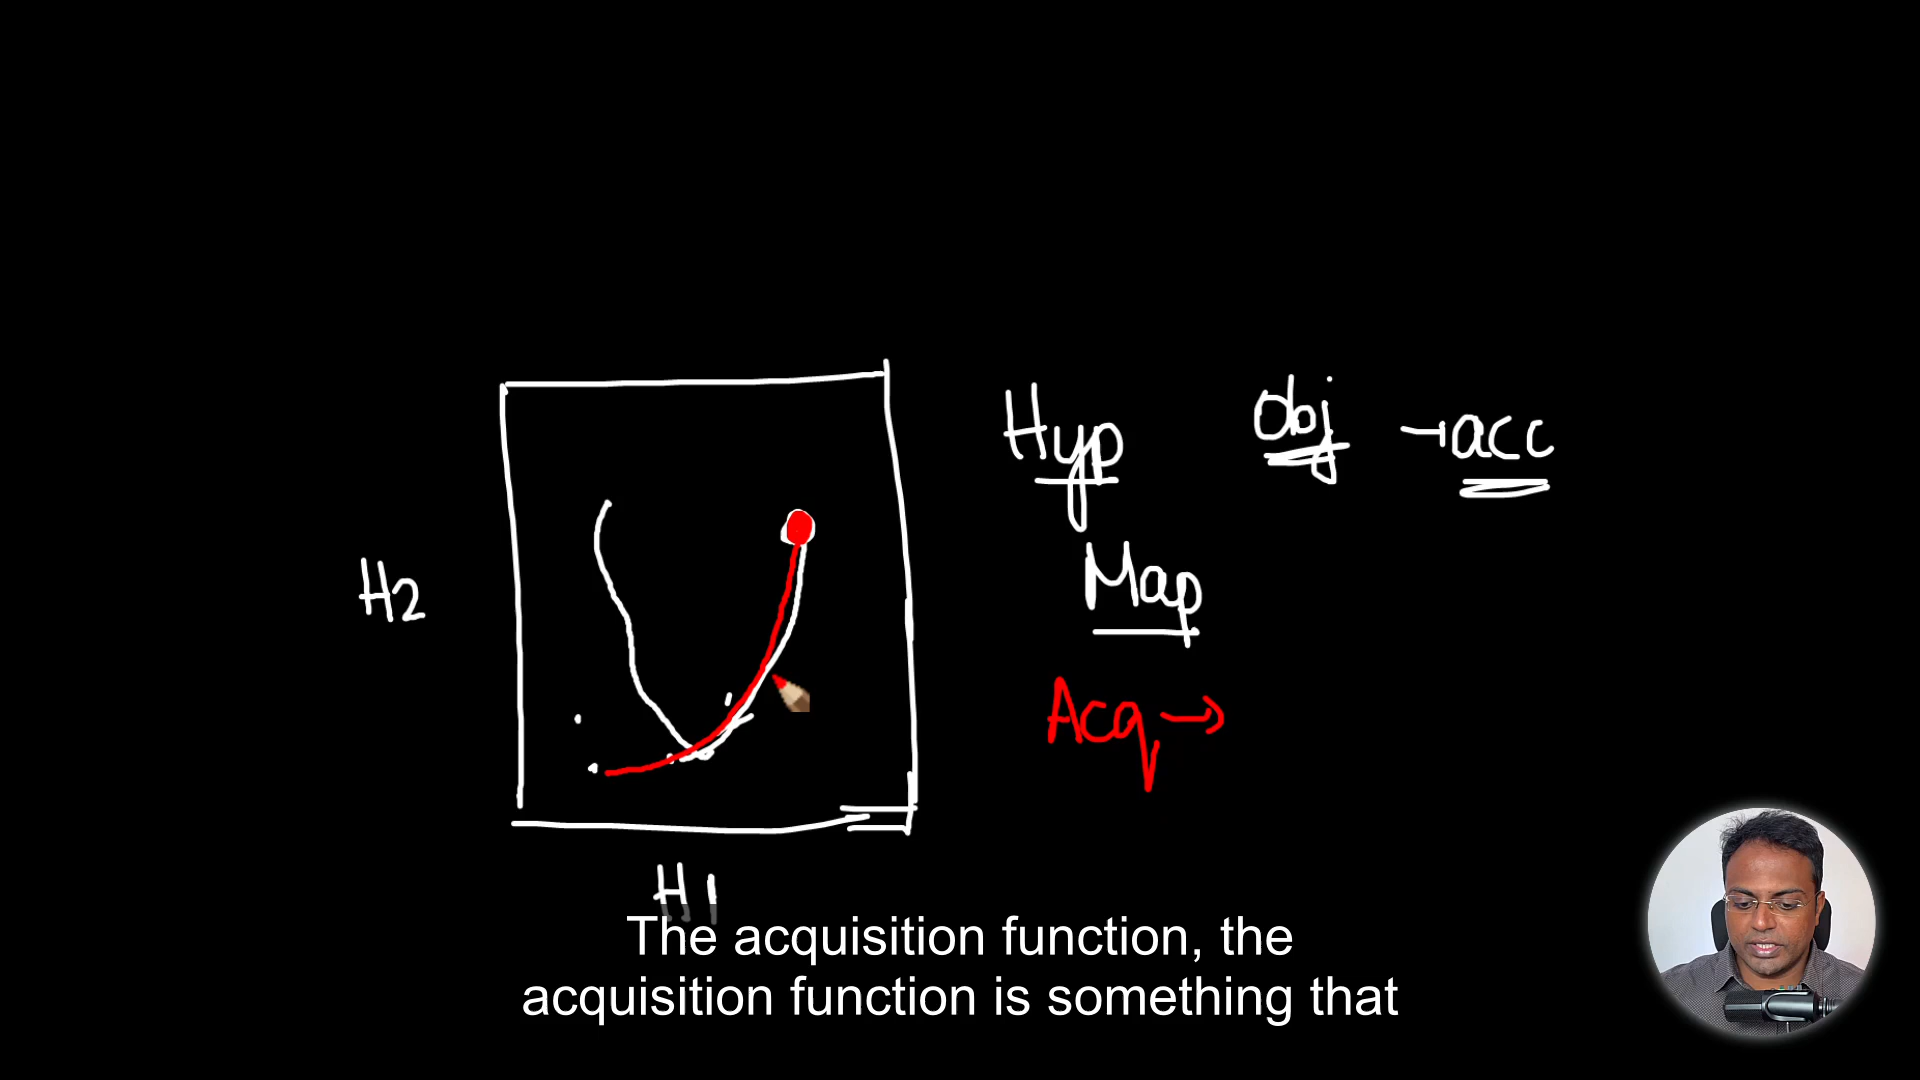 Hyp Obj → acc
H2
Map
Acq →
H1
The acquisition function, the
acquisition function is something that